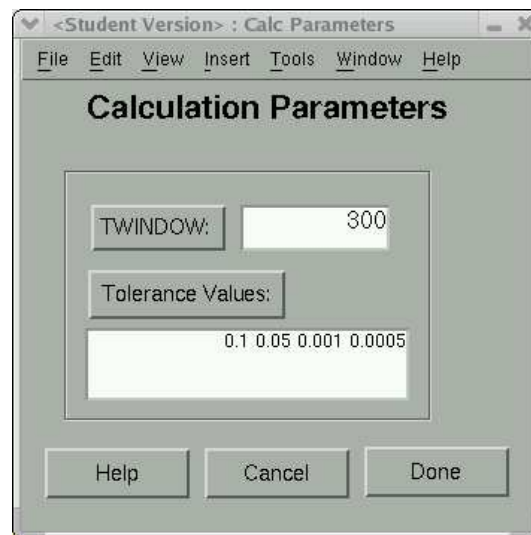 <Student Version> : Calc Parameters
File Edit View Insert Tools Window Help
Calculation Parameters
TWINDOW: 300
Tolerance Values:
0.1 0.05 0.001 0.0005
Help Cancel Done